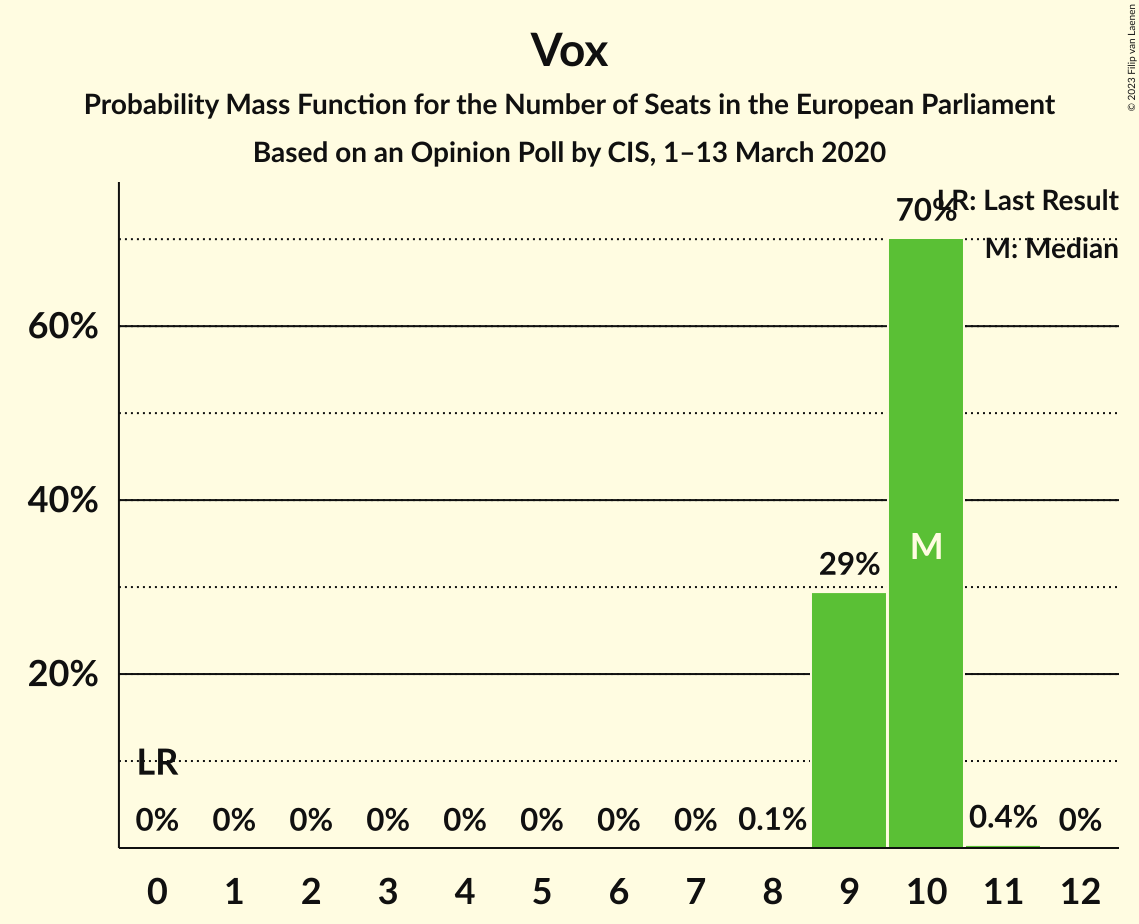 Vox
Probability Mass Function for the Number of Seats in the European Parliament
Based on an Opinion Poll by CIS, 1–13 March 2020
© 2023 Filip van Laenen
LR: Last Result
M: Median
70%
60%
40%
M
29%
20%
LR
0% 0% 0% 0% 0% 0% 0% 0% 0.1% 0.4% 0%
0 1 2 3 4 5 6 7 8 9 10 11 12